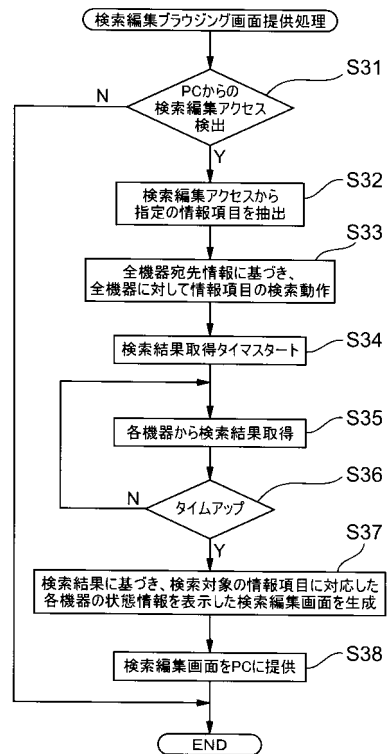 検索編集ブラウジング画面提供処理
S31
PCからの
検索編集アクセス
検出
N
Y
S32
検索編集アクセスから
指定の情報項目を抽出
S33
全機器宛先情報に基づき、
全機器に対して情報項目の検索動作
S34
検索結果取得タイマスタート
S35
各機器から検索結果取得
S36
タイムアップ
N
Y
S37
検索結果に基づき、検索対象の情報項目に対応した
各機器の状態情報を表示した検索編集画面を生成
S38
検索編集画面をPCに提供
END